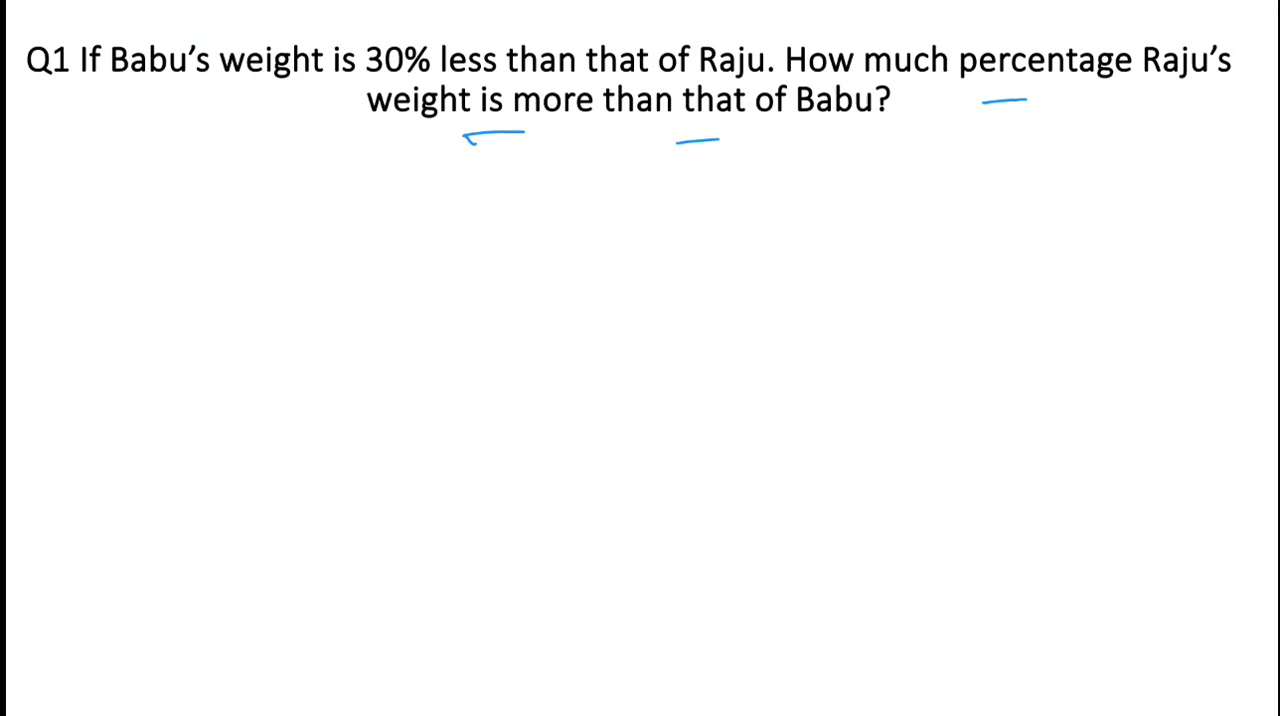 Q1 If Babu’s weight is 30% less than that of Raju. How much percentage Raju’s
weight is more than that of Babu?